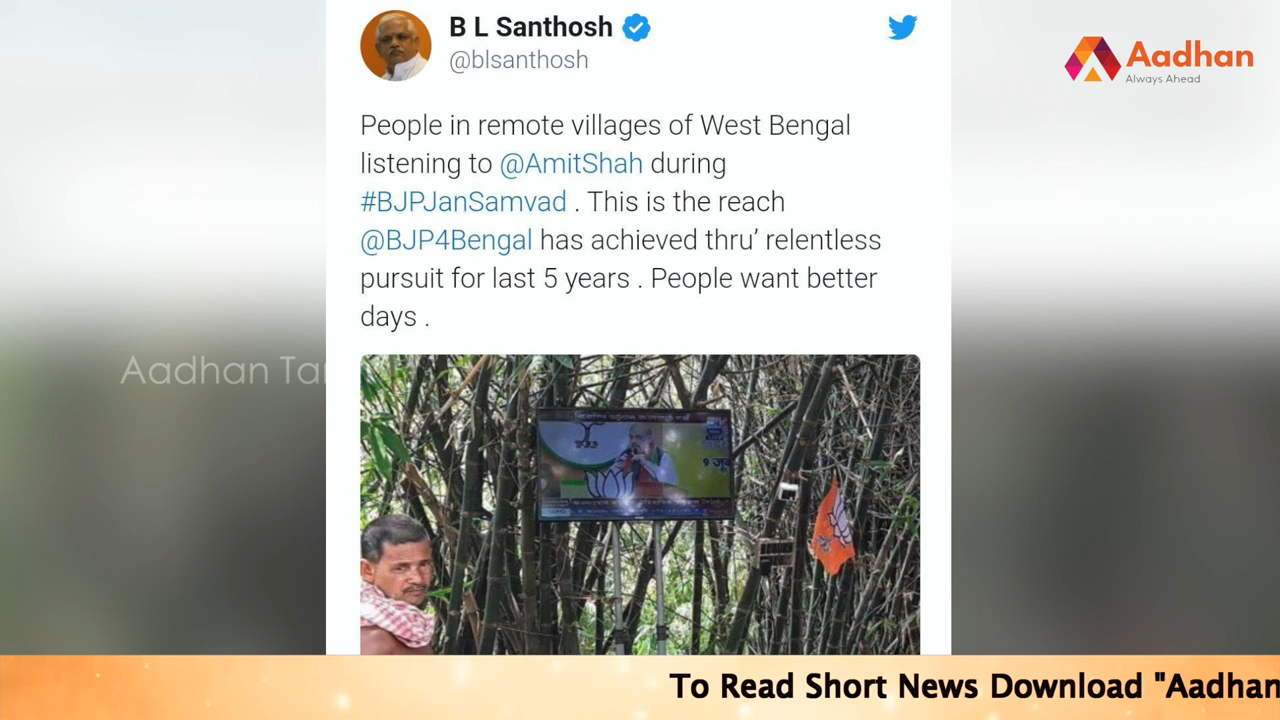 B L Santhosh
@blsanthosh
Aadhan
Always Ahead
People in remote villages of West Bengal
listening to @AmitShah during
#BJPJanSamvad . This is the reach
@BJP4Bengal has achieved thru’ relentless
pursuit for last 5 years . People want better
days .
Aadhan Ta
To Read Short News Download "Aadhan